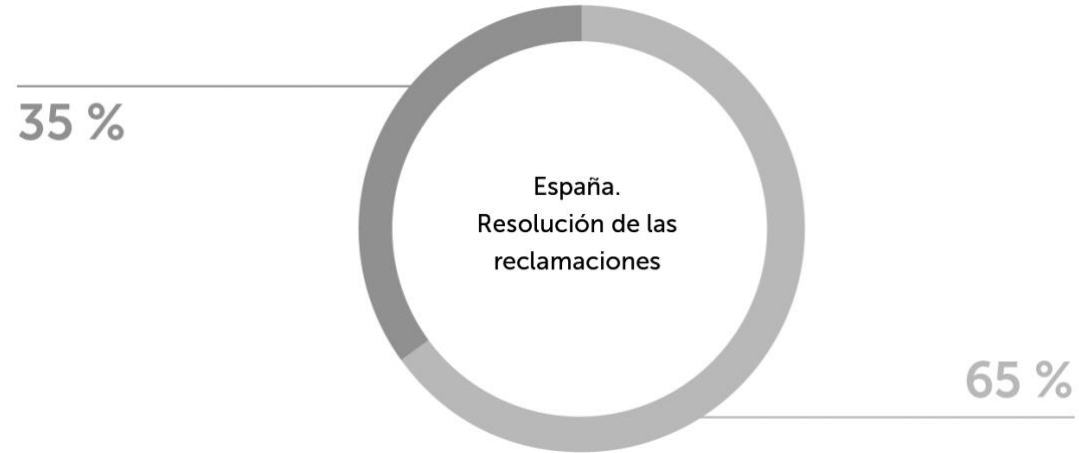 35 %
España.
Resolución de las
reclamaciones
65 %